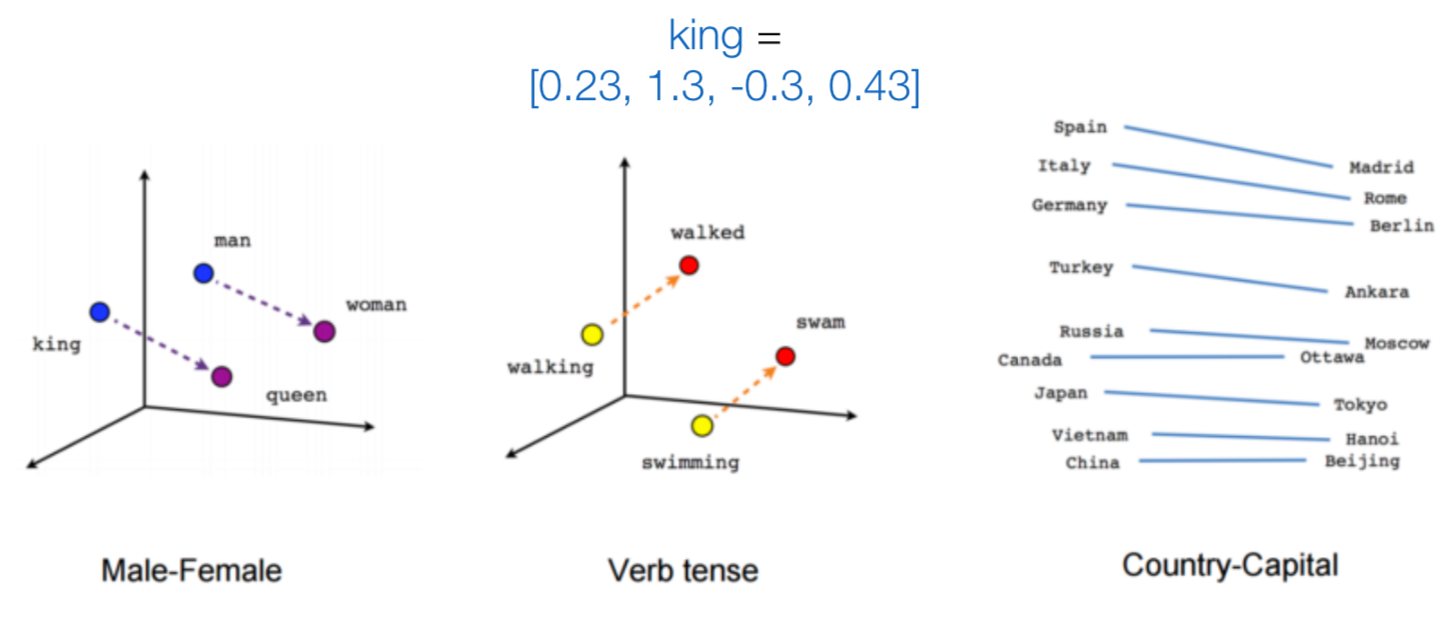 king =
[0.23, 1.3, -0.3, 0.43]
man
woman
king
queen
Male-Female
walked
swam
walking
swimming
Verb tense
Spain
Madrid
Italy
Rome
Germany
Berlin
Turkey
Ankara
Russia
Moscow
Canada
Ottawa
Japan
Tokyo
Vietnam
Hanoi
China
Beijing
Country-Capital